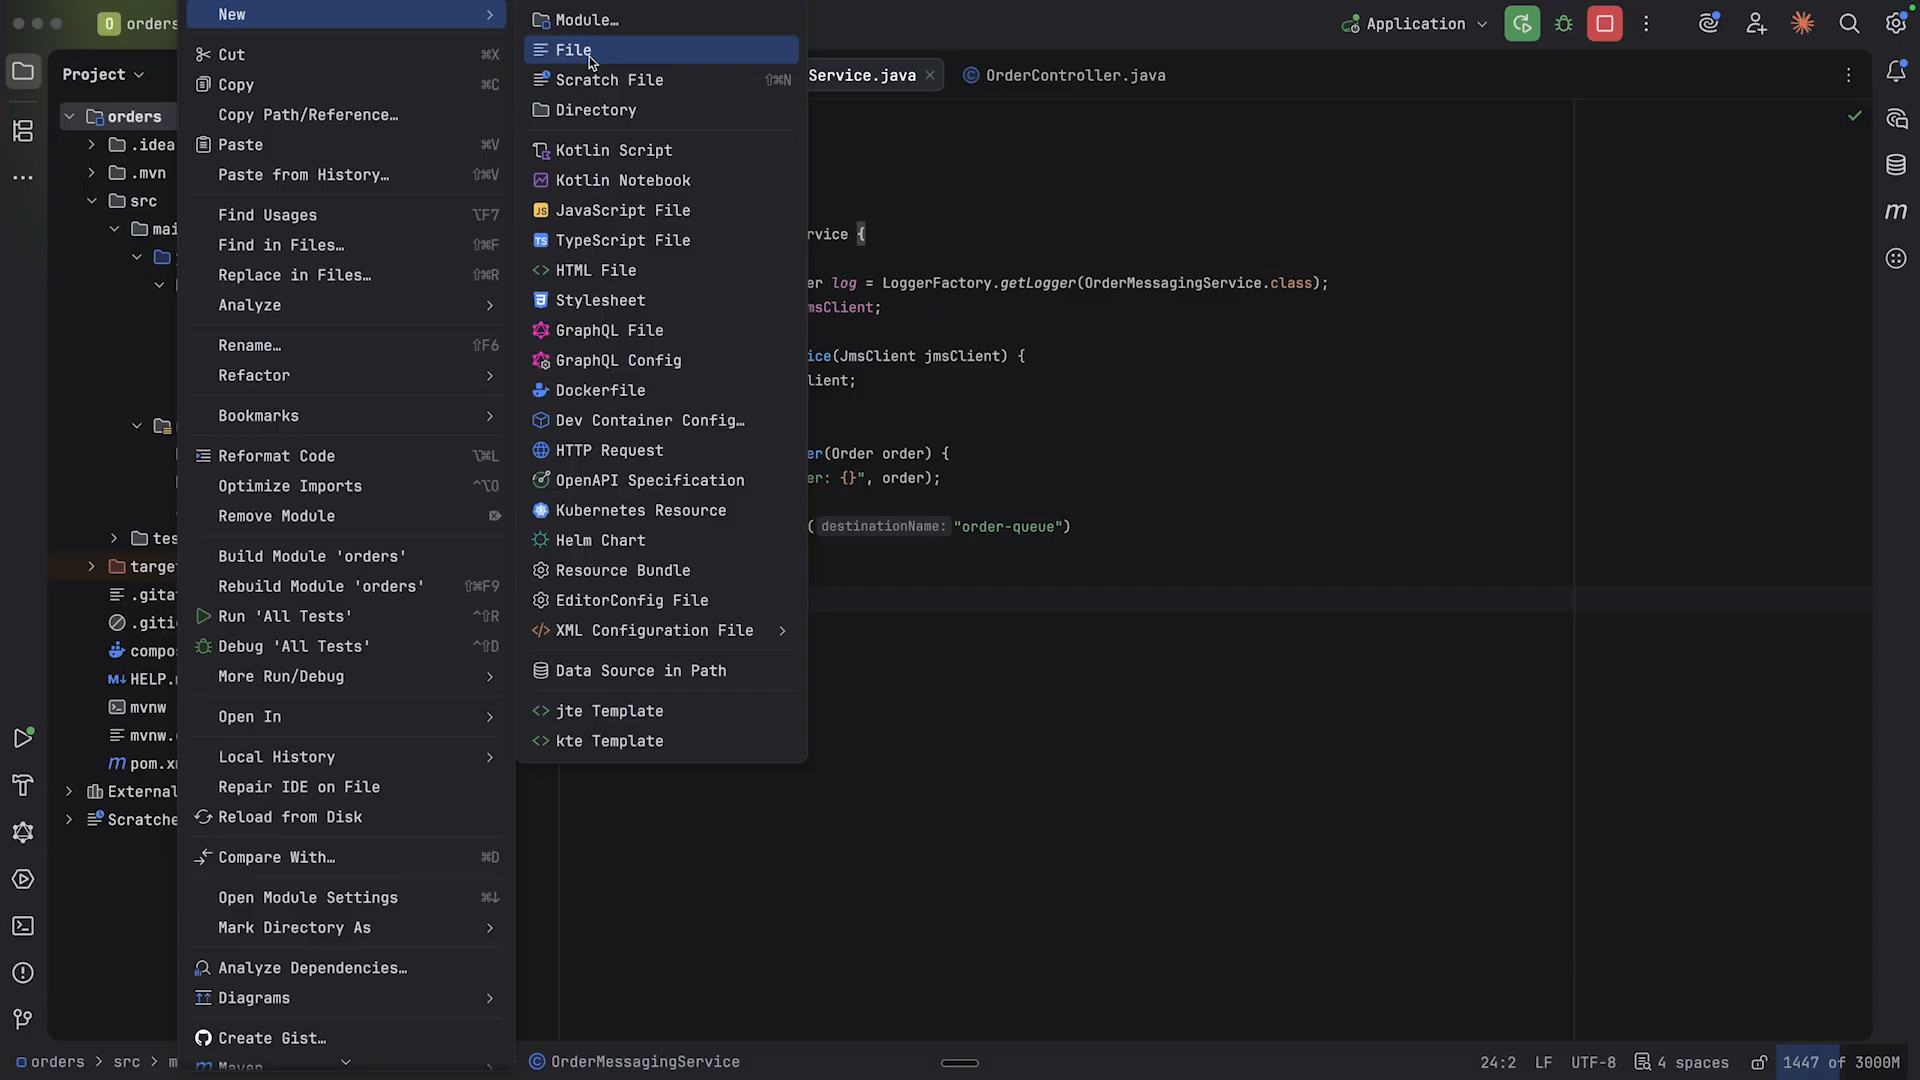 O orders
Application
Project
orders
.idea
.mvn
src
mai
tes
targe
.gita
.giti
compo
M↓ HELP.
mvnw
mvnw.
m pom.x
External
Scratche
New
Cut ⌘X
Copy ⌘C
Copy Path/Reference…
Paste ⌘V
Paste from History… ⇧⌘V
Find Usages ⌥F7
Find in Files… ⇧⌘F
Replace in Files… ⇧⌘R
Analyze
Rename… ⇧F6
Refactor
Bookmarks
Reformat Code ⌥⌘L
Optimize Imports ^⌥O
Remove Module
Build Module 'orders'
Rebuild Module 'orders' ⇧⌘F9
Run 'All Tests' ^⇧R
Debug 'All Tests' ^⇧D
More Run/Debug
Open In
Local History
Repair IDE on File
Reload from Disk
Compare With… ⌘D
Open Module Settings ⌘↓
Mark Directory As
Analyze Dependencies…
Diagrams
Create Gist…
m Maven
Module…
File
Scratch File ⇧⌘N
Directory
Kotlin Script
Kotlin Notebook
JS JavaScript File
TS TypeScript File
HTML File
Stylesheet
GraphQL File
GraphQL Config
Dockerfile
Dev Container Config…
HTTP Request
OpenAPI Specification
Kubernetes Resource
Helm Chart
Resource Bundle
EditorConfig File
XML Configuration File
Data Source in Path
jte Template
kte Template
Service.java
OrderController.java
rvice {
er log = LoggerFactory.getLogger(OrderMessagingService.class);
msClient;
ice(JmsClient jmsClient) {
lient;
er(Order order) {
er: {}", order);
( destinationName: "order-queue")
m
orders > src > m
OrderMessagingService
24:2 LF UTF-8 4 spaces 1447 of 3000M